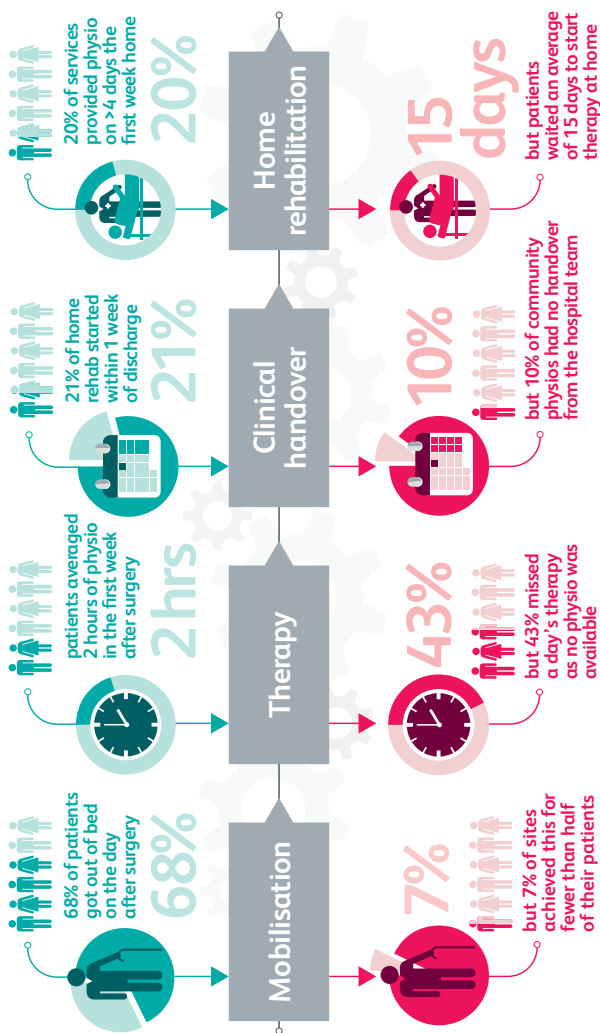 68% of patients
got out of bed
on the day
after surgery
68%
Mobilisation
7%
but 7% of sites
achieved this for
fewer than half
of their patients
patients averaged
2 hours of physio
in the first week
after surgery
2hrs
Therapy
43%
but 43% missed
a day's therapy
as no physio was
available
21% of home
rehab started
within 1 week
of discharge
21%
Clinical
handover
10%
but 10% of community
physios had no handover
from the hospital team
20% of services
provided physio
on >4 days the
first week home
20%
Home
rehabilitation
15
days
but patients
waited an average
of 15 days to start
therapy at home